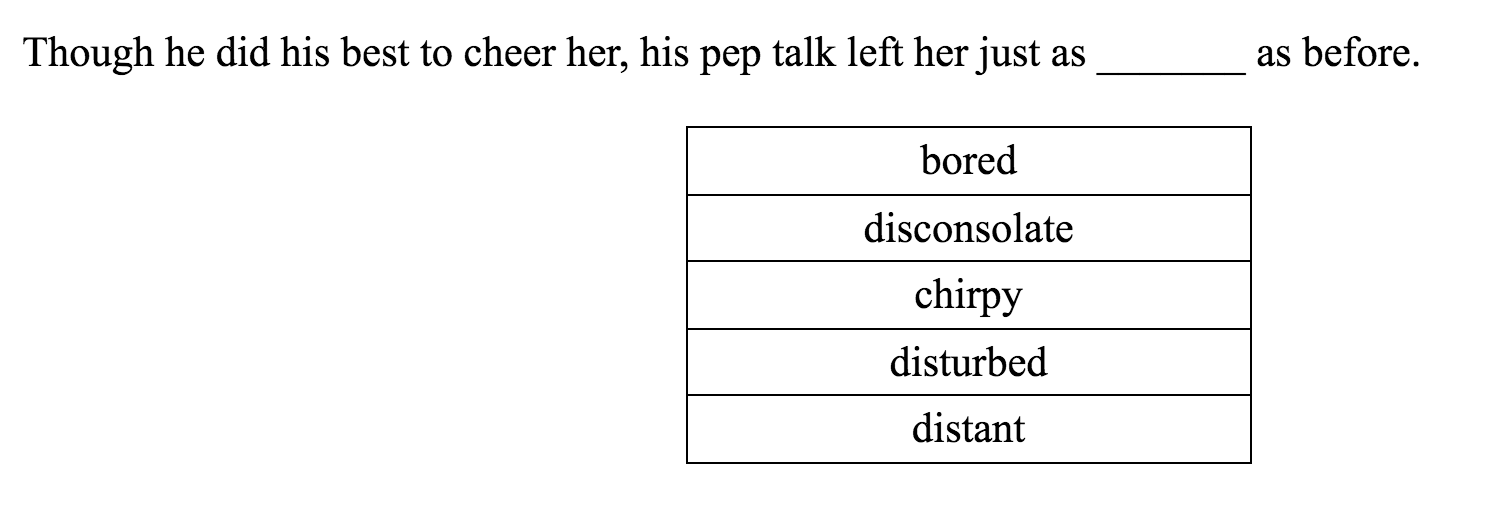 Though he did his best to cheer her, his pep talk left her just as _______ as before.
bored
disconsolate
chirpy
disturbed
distant